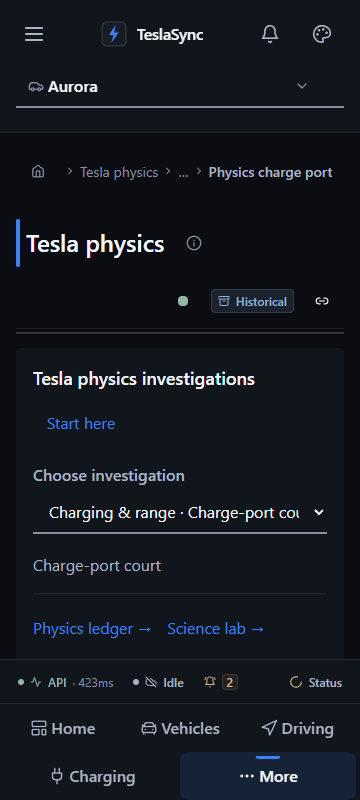 TeslaSync
Aurora
Tesla physics ... Physics charge port
Tesla physics
Historical
Tesla physics investigations
Start here
Choose investigation
Charging & range · Charge-port cou
Charge-port court
Physics ledger → Science lab →
API · 423ms Idle 2 Status
Home Vehicles Driving
Charging ··· More